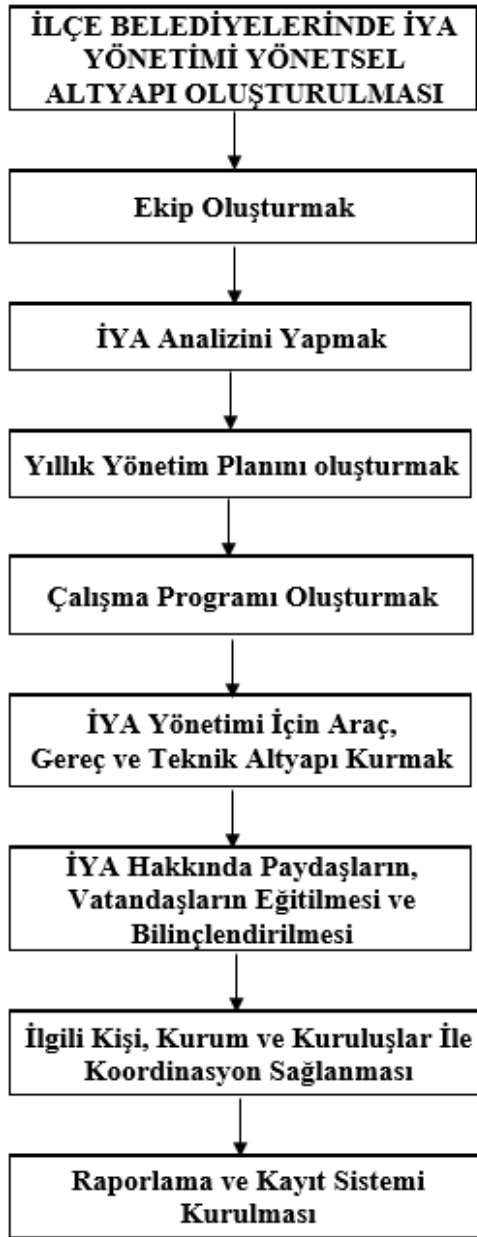 İLÇE BELEDİYELERİNDE İYA
YÖNETİMİ YÖNETSEL
ALTYAPI OLUŞTURULMASI
Ekip Oluşturmak
İYA Analizini Yapmak
Yıllık Yönetim Planını oluşturmak
Çalışma Programı Oluşturmak
İYA Yönetimi İçin Araç,
Gereç ve Teknik Altyapı Kurmak
İYA Hakkında Paydaşların,
Vatandaşların Eğitilmesi ve
Bilinçlendirilmesi
İlgili Kişi, Kurum ve Kuruluşlar İle
Koordinasyon Sağlanması
Raporlama ve Kayıt Sistemi
Kurulması